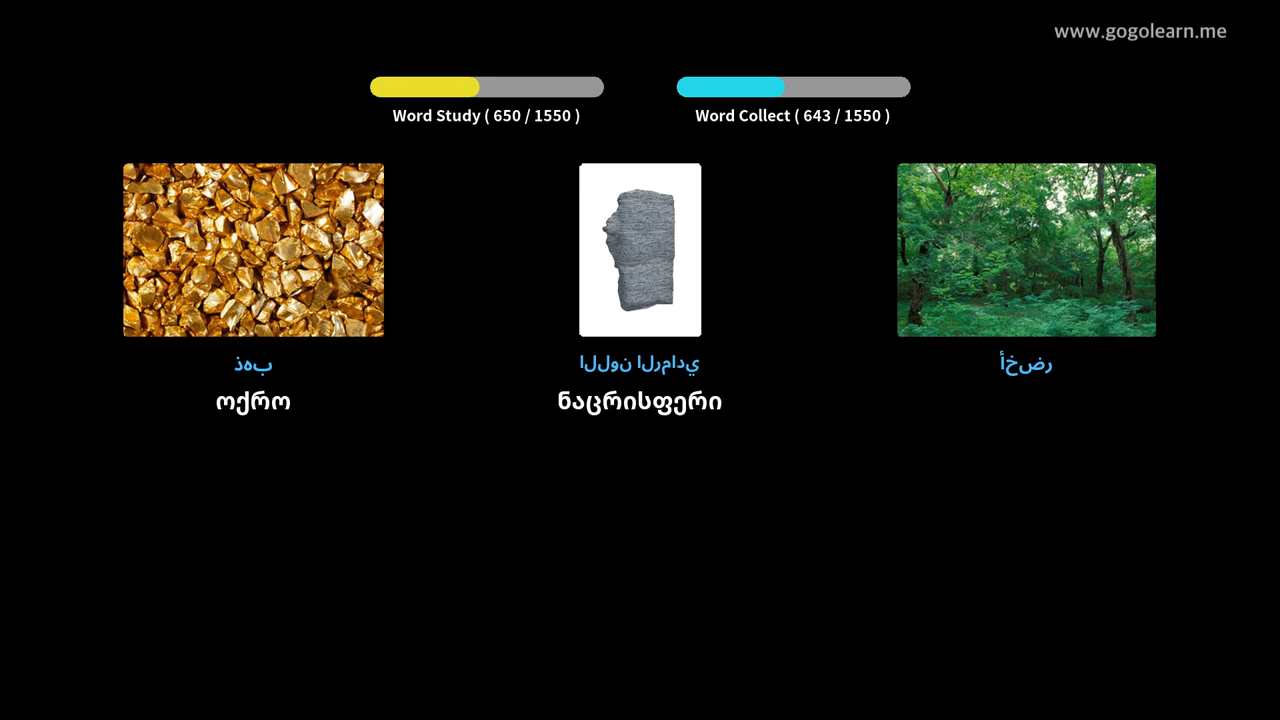 www.gogolearn.me
Word Study ( 650 / 1550 )
Word Collect ( 643 / 1550 )
ذهب
ოქრო
اللون الرمادي
ნაცრისფერი
أخضر